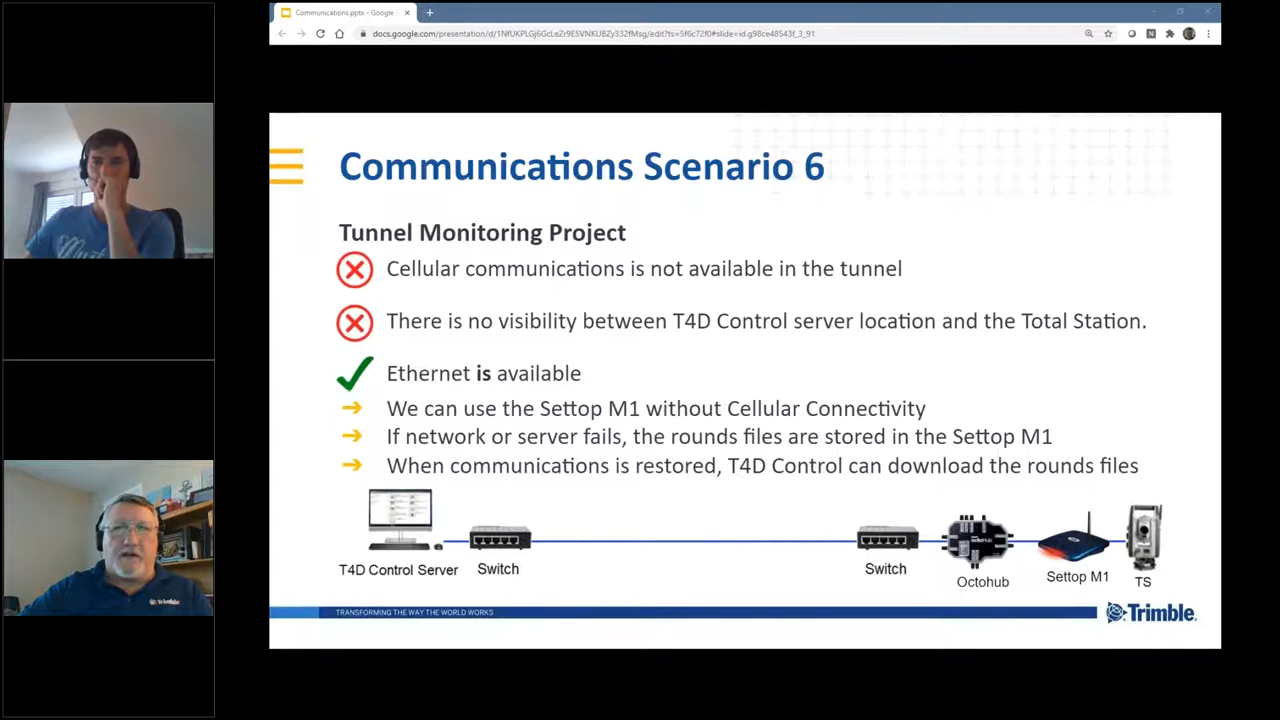 Communications.pptx - Google
docs.google.com/presentation/d/1NfUKPLGj6GcLeZr9E5VNKUBZy332fMsg/edit?ts=5f6c72f0#slide=id.g98ce48543f_3_91
Communications Scenario 6
Tunnel Monitoring Project
Cellular communications is not available in the tunnel
There is no visibility between T4D Control server location and the Total Station.
Ethernet is available
We can use the Settop M1 without Cellular Connectivity
If network or server fails, the rounds files are stored in the Settop M1
When communications is restored, T4D Control can download the rounds files
T4D Control Server
Switch
Switch
Octohub
Settop M1
TS
TRANSFORMING THE WAY THE WORLD WORKS
Trimble